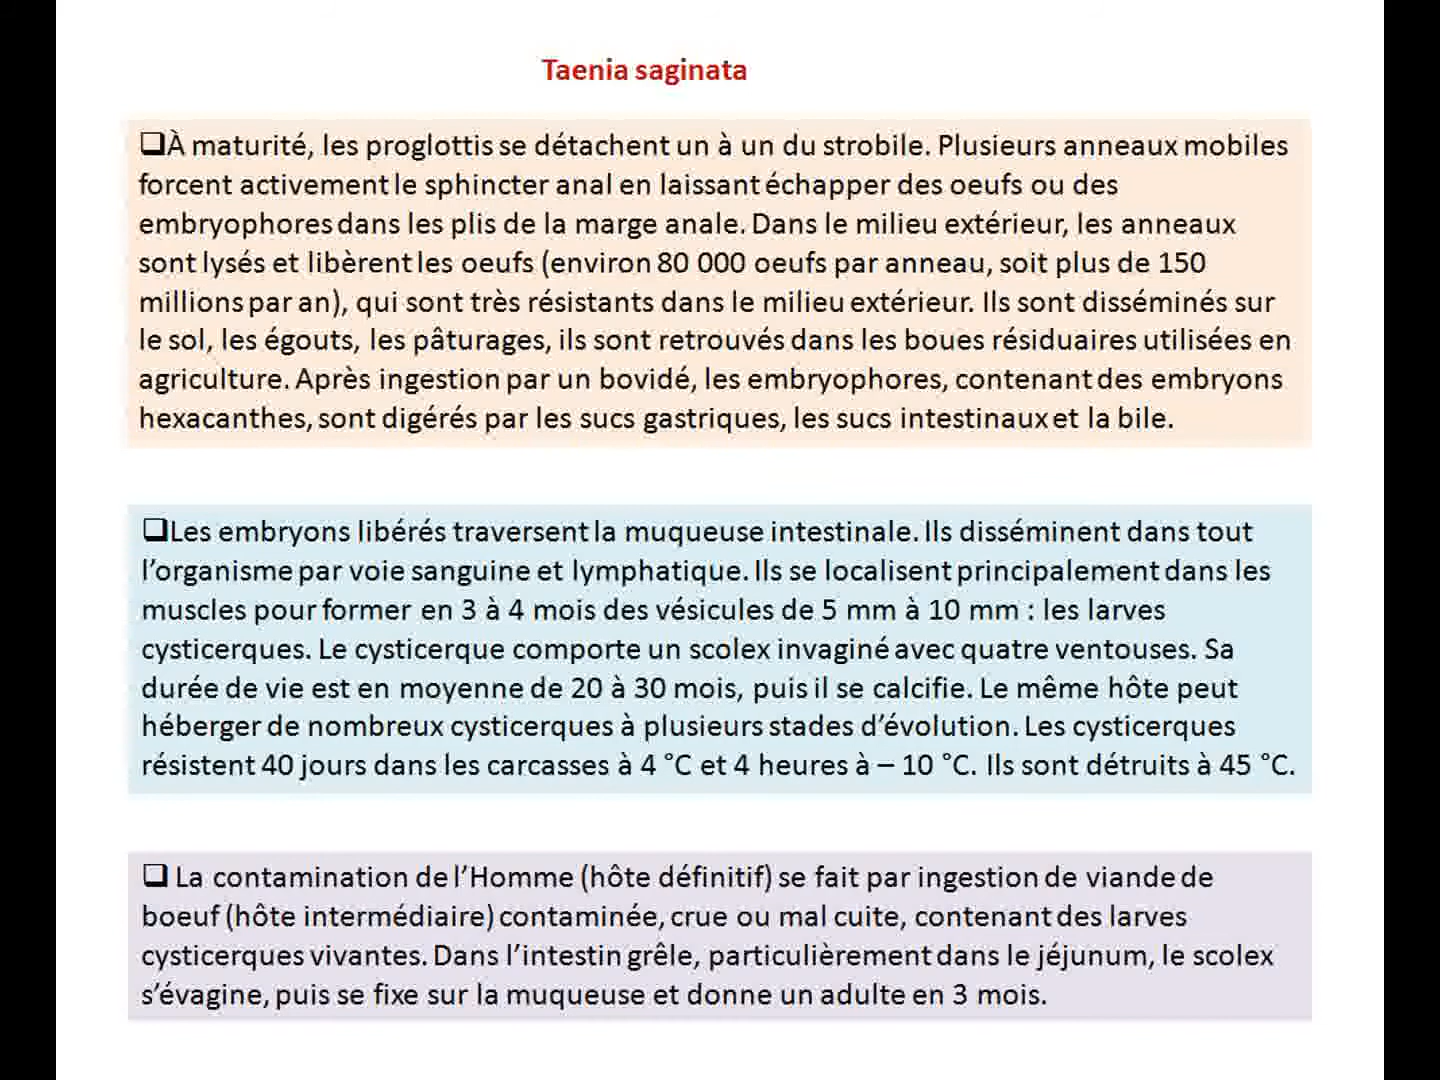 Taenia saginata
❑À maturité, les proglottis se détachent un à un du strobile. Plusieurs anneaux mobiles
forcent activement le sphincter anal en laissant échapper des oeufs ou des
embryophores dans les plis de la marge anale. Dans le milieu extérieur, les anneaux
sont lysés et libèrent les oeufs (environ 80 000 oeufs par anneau, soit plus de 150
millions par an), qui sont très résistants dans le milieu extérieur. Ils sont disséminés sur
le sol, les égouts, les pâturages, ils sont retrouvés dans les boues résiduaires utilisées en
agriculture. Après ingestion par un bovidé, les embryophores, contenant des embryons
hexacanthes, sont digérés par les sucs gastriques, les sucs intestinaux et la bile.
❑Les embryons libérés traversent la muqueuse intestinale. Ils disséminent dans tout
l’organisme par voie sanguine et lymphatique. Ils se localisent principalement dans les
muscles pour former en 3 à 4 mois des vésicules de 5 mm à 10 mm : les larves
cysticerques. Le cysticerque comporte un scolex invaginé avec quatre ventouses. Sa
durée de vie est en moyenne de 20 à 30 mois, puis il se calcifie. Le même hôte peut
héberger de nombreux cysticerques à plusieurs stades d’évolution. Les cysticerques
résistent 40 jours dans les carcasses à 4 °C et 4 heures à – 10 °C. Ils sont détruits à 45 °C.
❑ La contamination de l’Homme (hôte définitif) se fait par ingestion de viande de
boeuf (hôte intermédiaire) contaminée, crue ou mal cuite, contenant des larves
cysticerques vivantes. Dans l’intestin grêle, particulièrement dans le jéjunum, le scolex
s’évagine, puis se fixe sur la muqueuse et donne un adulte en 3 mois.